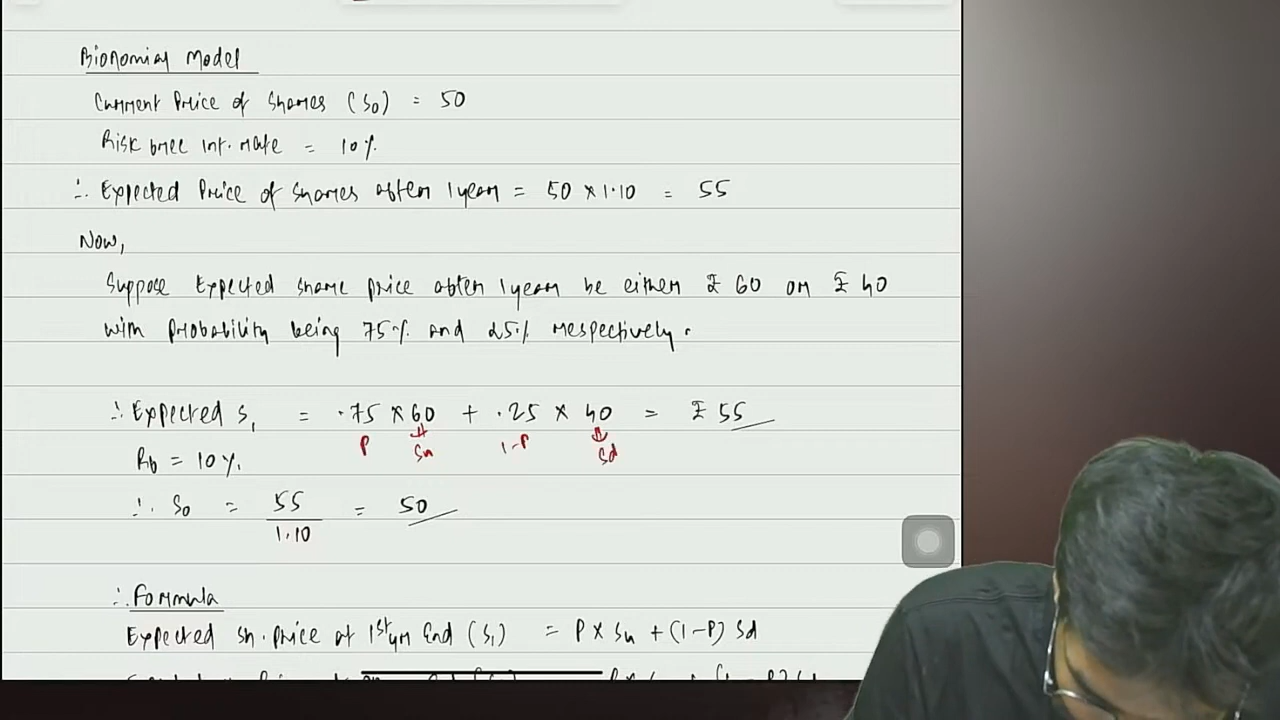 Bionomial Model
Current Price of Shares (S0) = 50
Risk free int. rate = 10%
∴ Expected Price of Shares after 1 year = 50 × 1.10 = 55
Now,
Suppose Expected share price after 1 year be either ₹ 60 or ₹ 40
with Probability being 75% and 25% respectively.
∴ Expected S1 = .75 × 60 + .25 × 40 = ₹ 55
P Su 1-P Sd
Rf = 10%
∴ S0 = 55 / 1.10 = 50
∴ Formula
Expected sh. price at 1st yr End (S1) = P × Su + (1-P) Sd